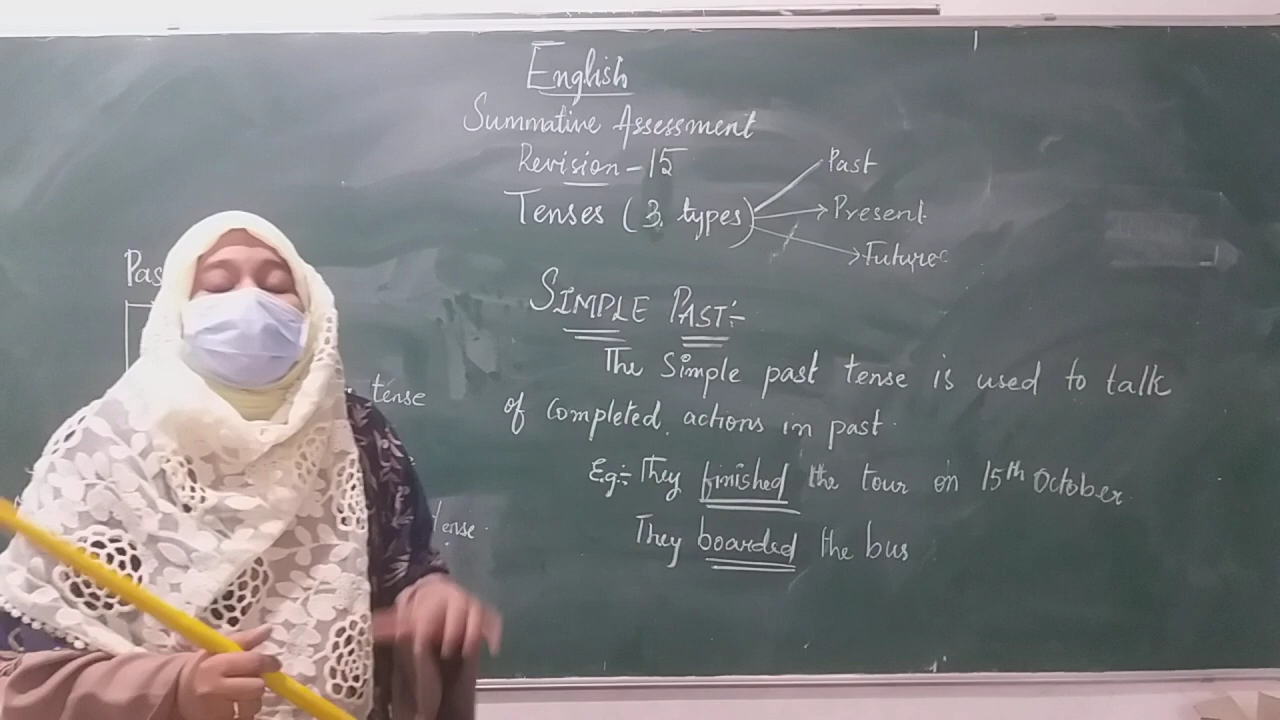 English
Summative Assessment
Revision - 15
Tenses (3 types)
Past
Present
Future
SIMPLE PAST:-
The Simple past tense is used to talk
of completed actions in past.
Eg:- They finished the tour on 15th October
They boarded the bus
tense